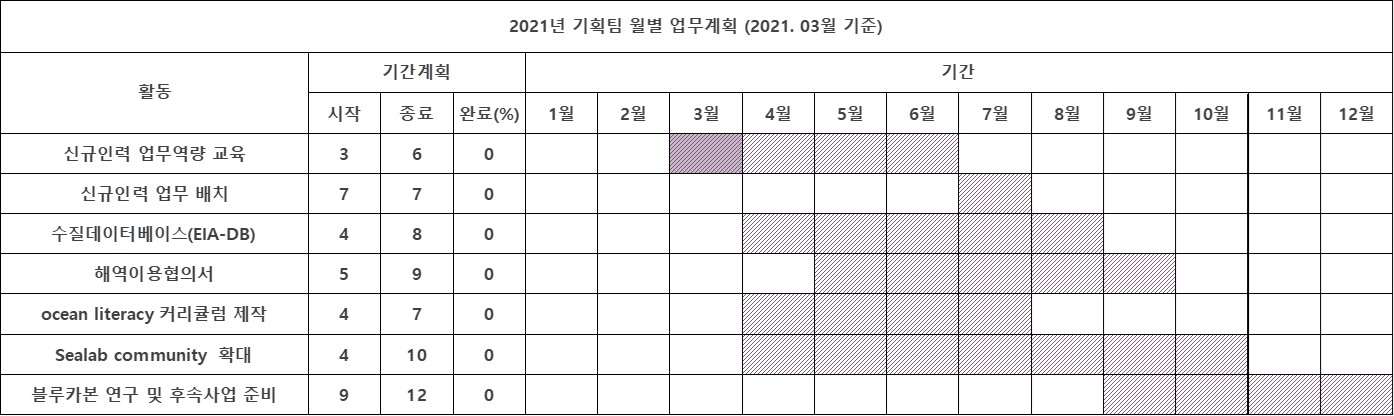 2021년 기획팀 월별 업무계획 (2021. 03월 기준)
활동 기간계획 기간
시작 종료 완료(%) 1월 2월 3월 4월 5월 6월 7월 8월 9월 10월 11월 12월
신규인력 업무역량 교육 3 6 0
신규인력 업무 배치 7 7 0
수질데이터베이스(EIA-DB) 4 8 0
해역이용협의서 5 9 0
ocean literacy 커리큘럼 제작 4 7 0
Sealab community 확대 4 10 0
블루카본 연구 및 후속사업 준비 9 12 0